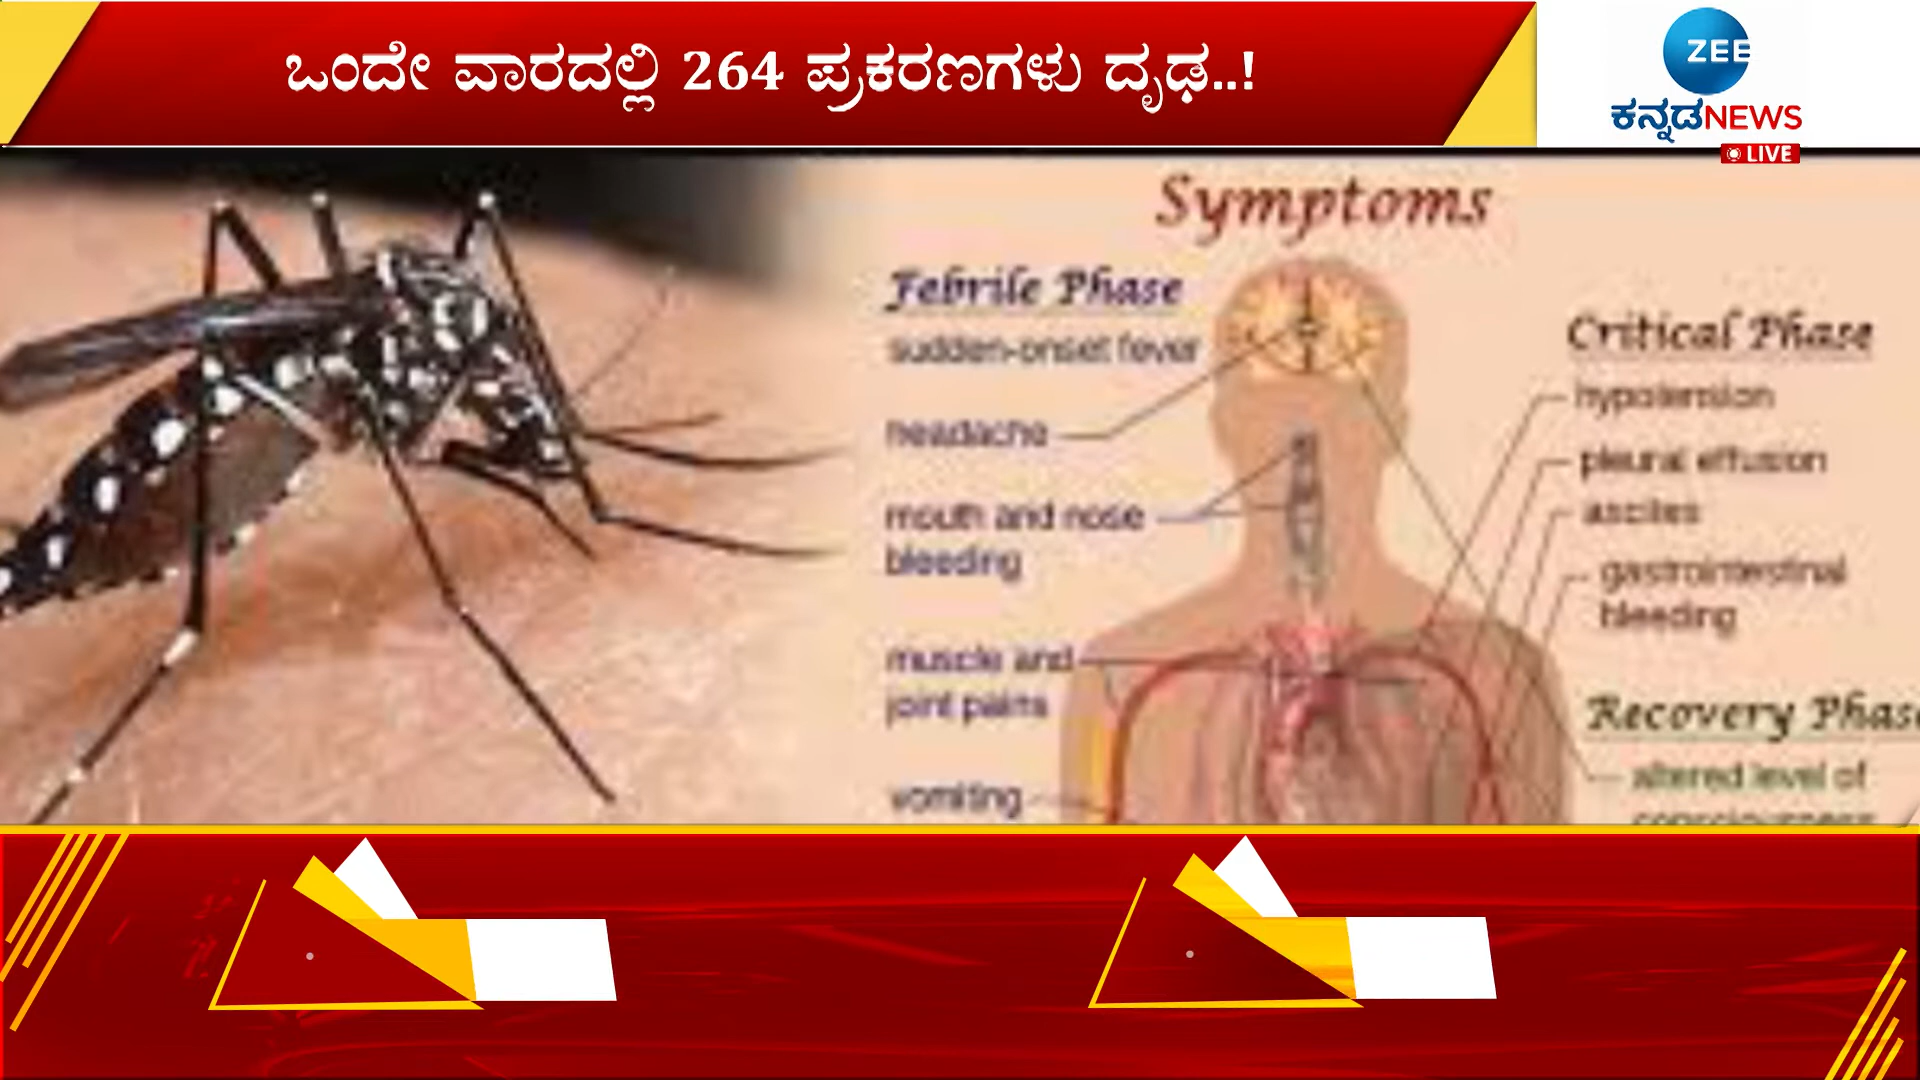 ಒಂದೇ ವಾರದಲ್ಲಿ 264 ಪ್ರಕರಣಗಳು ದೃಢ..!
ZEE
ಕನ್ನಡNEWS
LIVE
Symptoms
Febrile Phase
sudden-onset fever
headache
mouth and nose
bleeding
muscle and
joint pains
vomiting
Critical Phase
hypotension
pleural effusion
ascites
gastrointestinal
bleeding
Recovery Phase
altered level of
consciousness